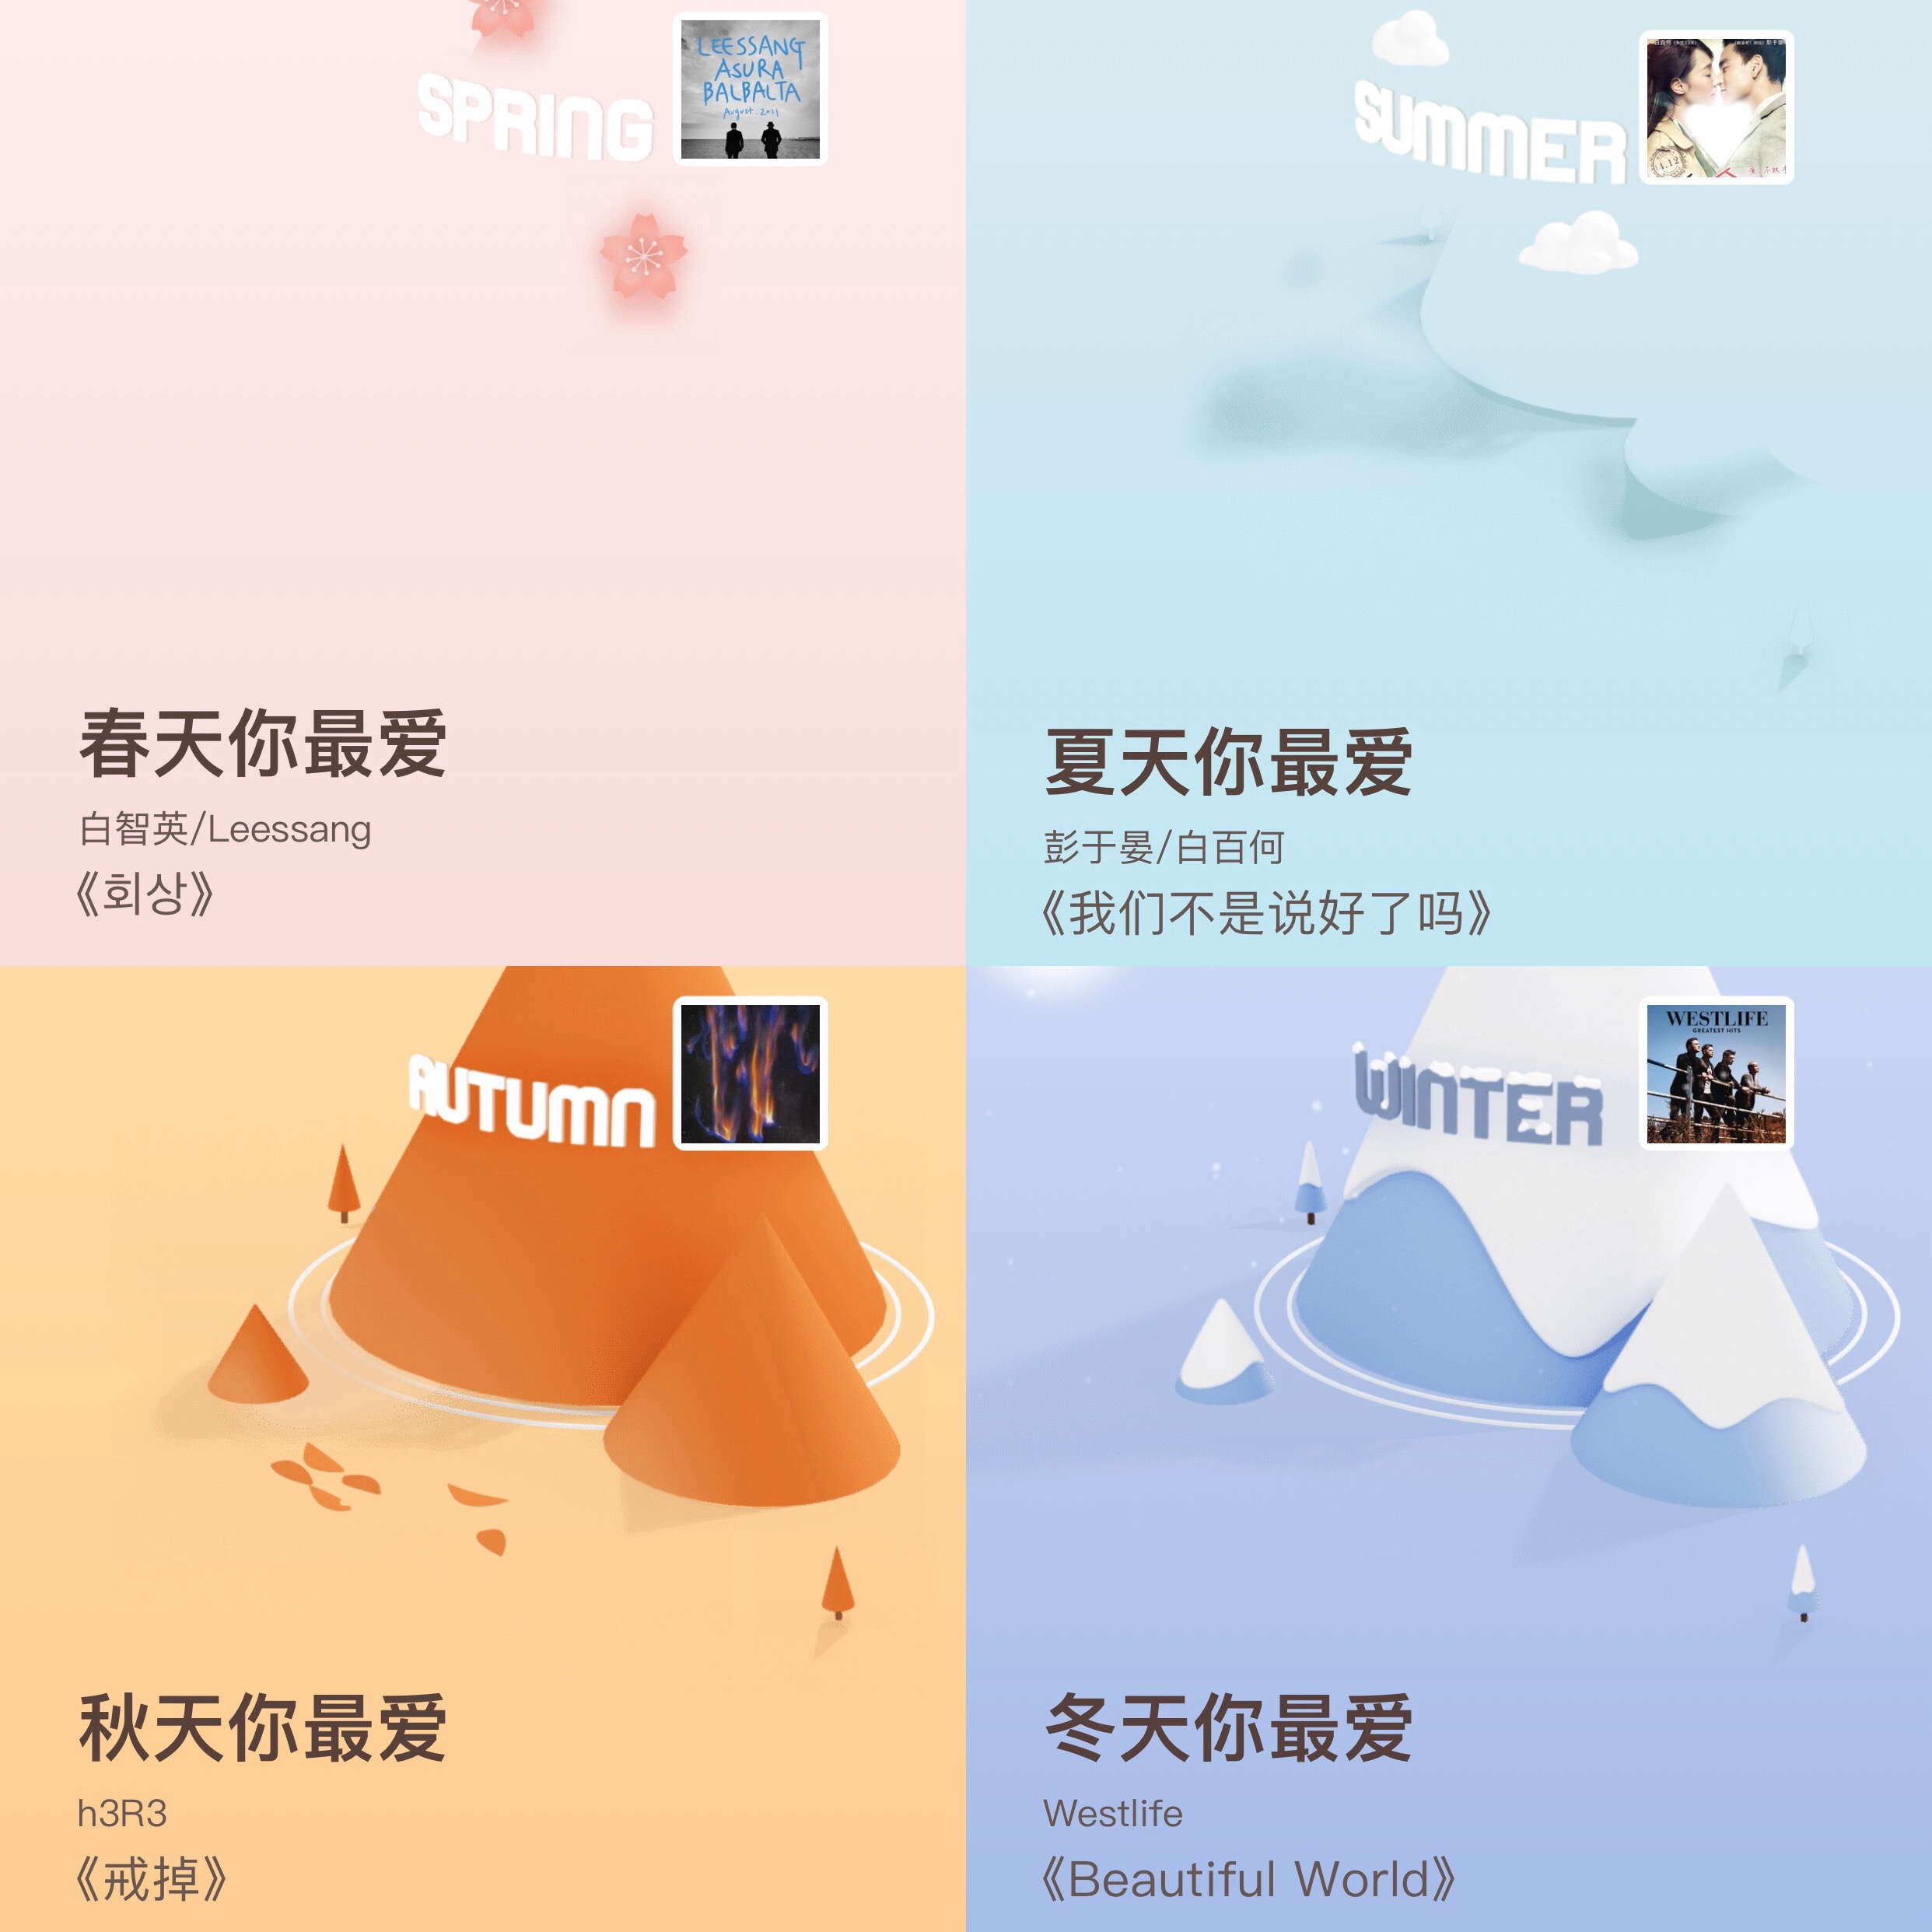 SPRING
LEESSANG
ASURA
BALBALTA
August.2011
春天你最爱
白智英/Leessang
《회상》
SUMMER
4.12
夏天你最爱
彭于晏/白百何
《我们不是说好了吗》
AUTUMN
秋天你最爱
h3R3
《戒掉》
WINTER
WESTLIFE
GREATEST HITS
冬天你最爱
Westlife
《Beautiful World》